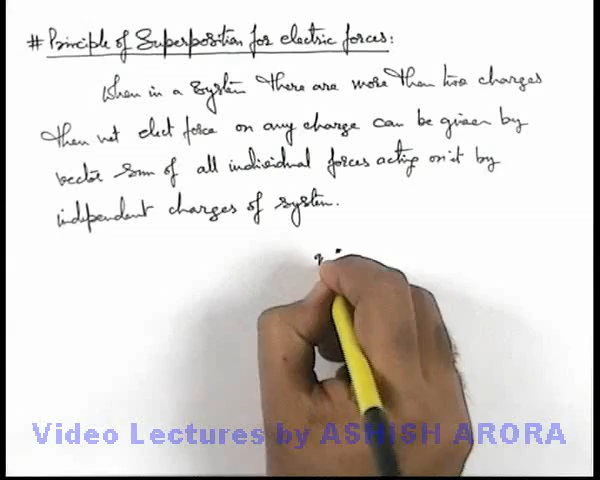 # Principle of Superposition for electric forces:
When in a System there are more than two charges
then net elect force on any charge can be given by
vector sum of all individual forces acting on it by
independent charges of system.
q
Video Lectures by ASHISH ARORA